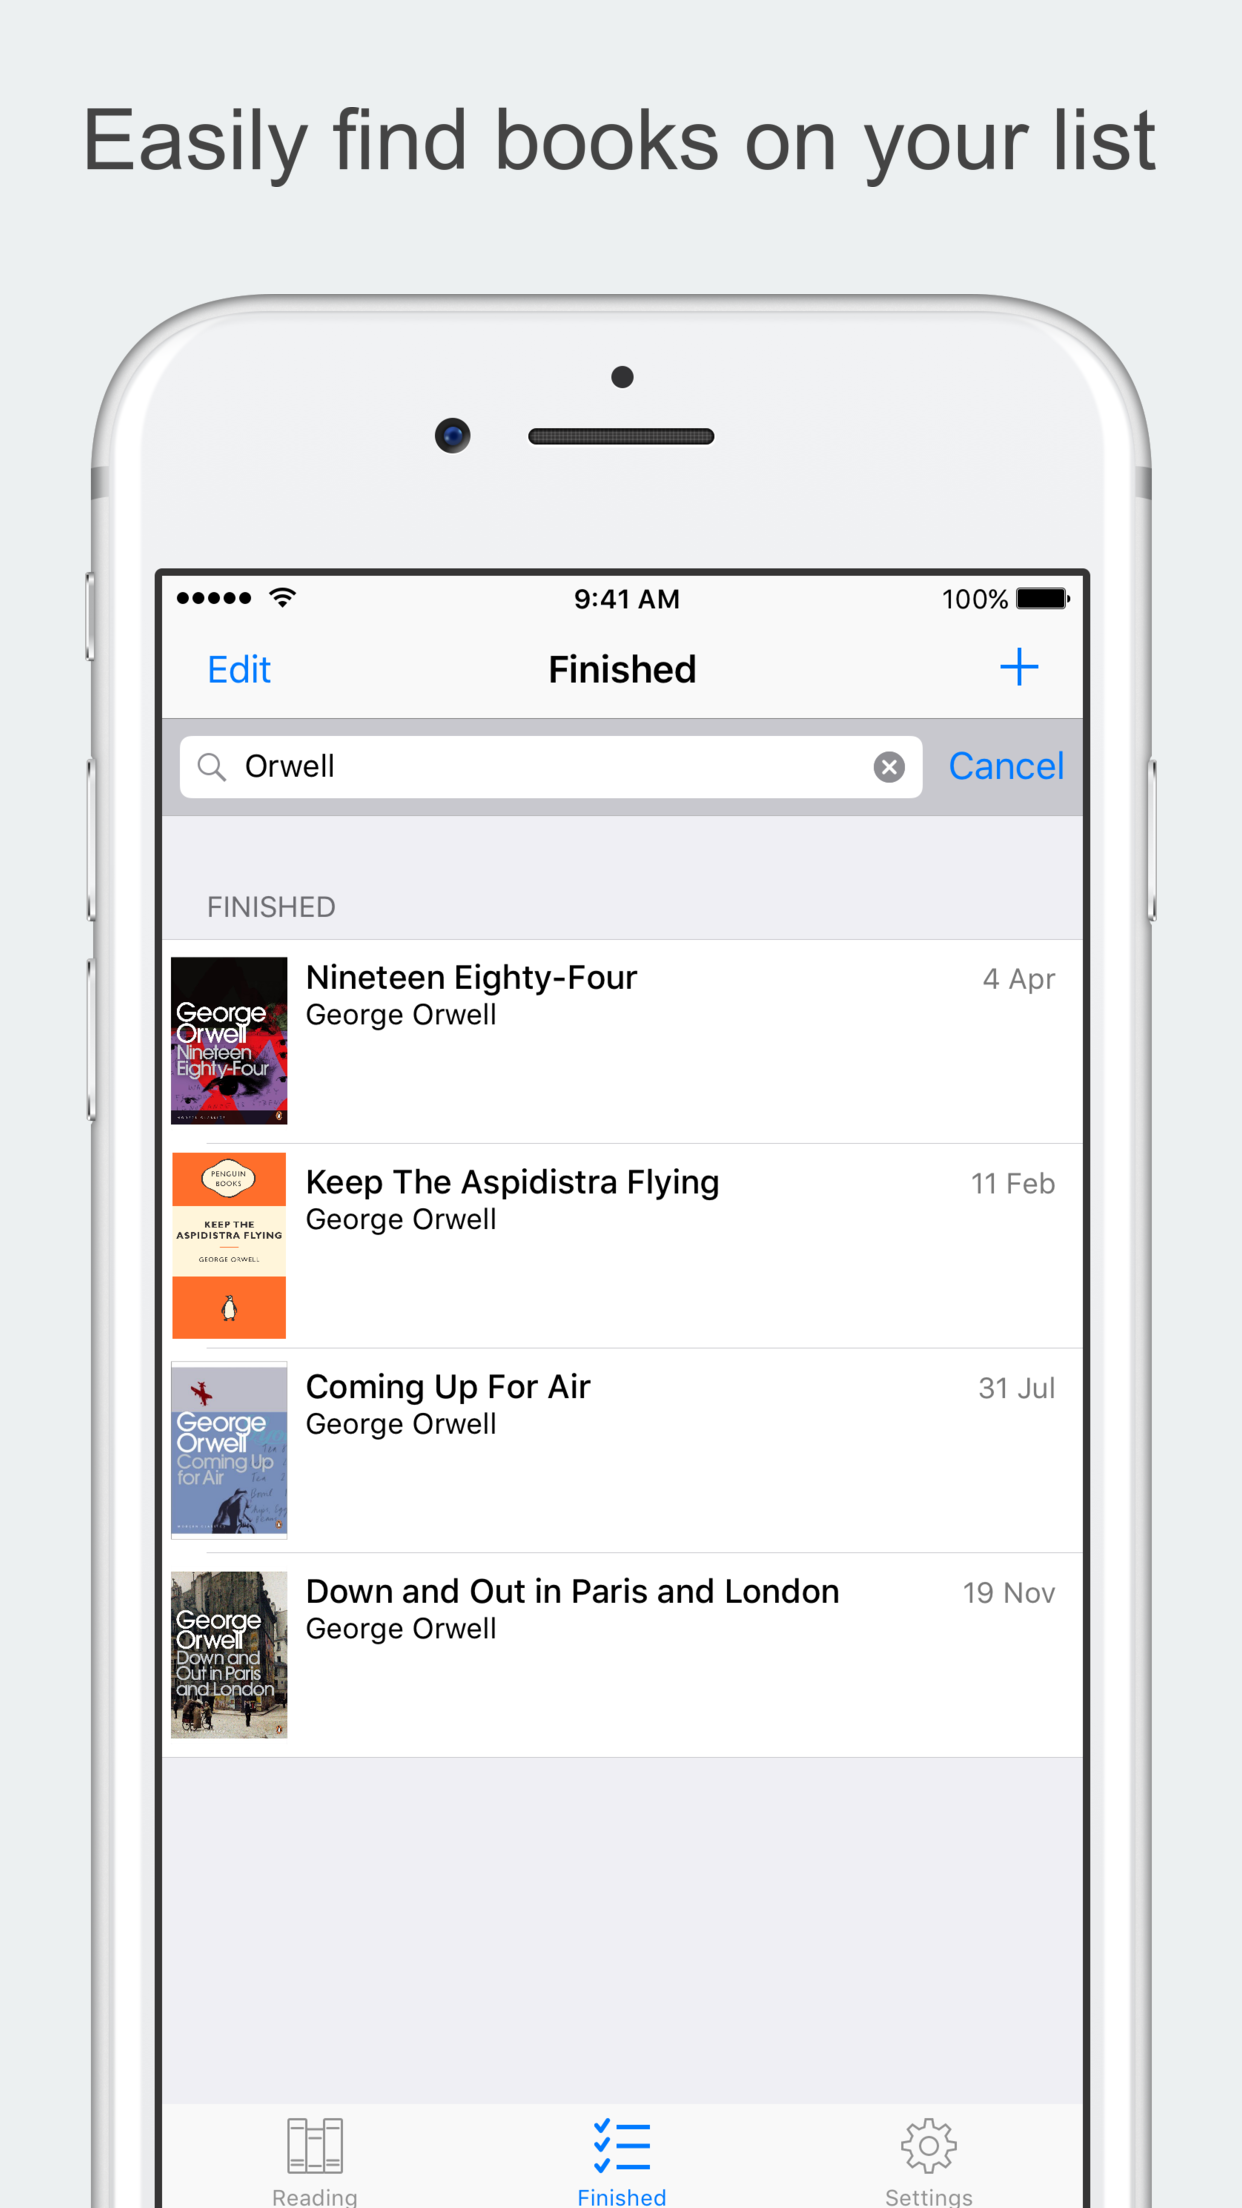 Easily find books on your list
9:41 AM
100%
Edit
Finished
Orwell
Cancel
FINISHED
George
Orwell
Nineteen
Eighty-Four
Nineteen Eighty-Four
4 Apr
George Orwell
PENGUIN
BOOKS
KEEP THE
ASPIDISTRA FLYING
GEORGE ORWELL
Keep The Aspidistra Flying
11 Feb
George Orwell
George
Orwell
Coming Up
for Air
Coming Up For Air
31 Jul
George Orwell
George
Orwell
Down and
Out in Paris
and London
Down and Out in Paris and London
19 Nov
George Orwell
Reading
Finished
Settings